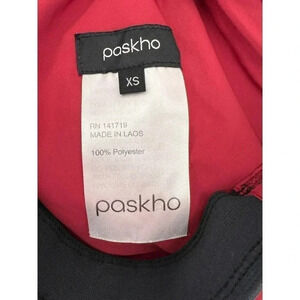 paskho
XS
RN 141719
MADE IN LAOS
100% Polyester
paskho